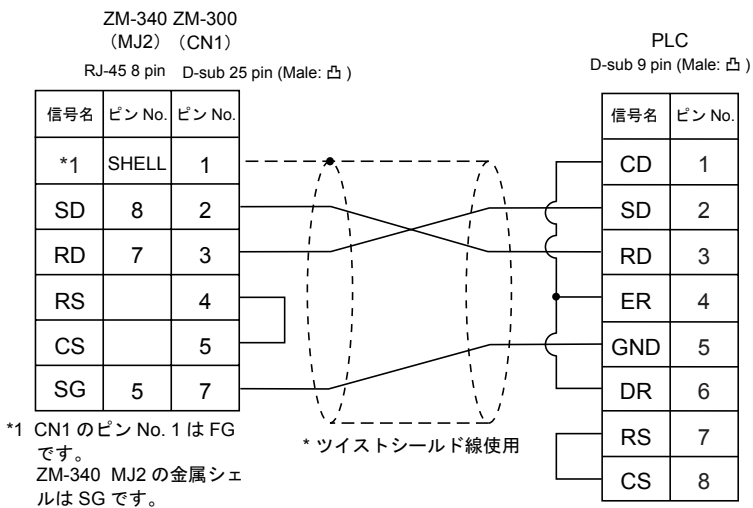 ZM-340 ZM-300
（MJ2）（CN1）
RJ-45 8 pin D-sub 25 pin (Male: 凸 )
信号名 ピン No. ピン No.
*1 SHELL 1
SD 8 2
RD 7 3
RS 4
CS 5
SG 5 7
*1 CN1 のピン No. 1 は FG
です。
ZM-340 MJ2 の金属シェ
ルは SG です。
* ツイストシールド線使用
PLC
D-sub 9 pin (Male: 凸 )
信号名 ピン No.
CD 1
SD 2
RD 3
ER 4
GND 5
DR 6
RS 7
CS 8